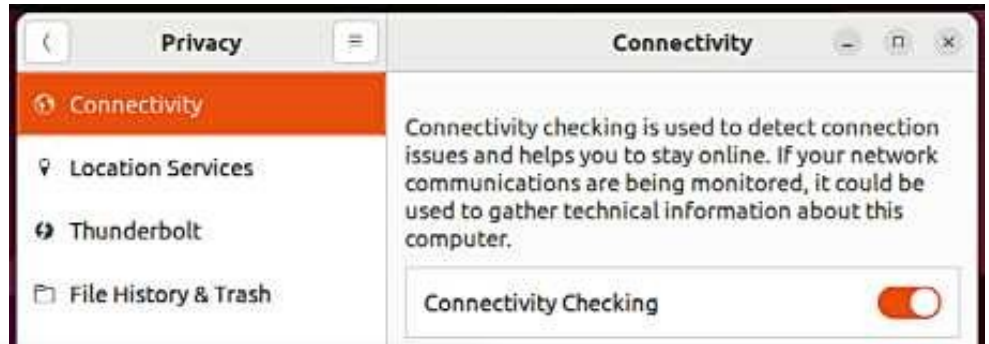 Privacy
Connectivity
Connectivity
Location Services
Thunderbolt
File History & Trash
Connectivity checking is used to detect connection
issues and helps you to stay online. If your network
communications are being monitored, it could be
used to gather technical information about this
computer.
Connectivity Checking